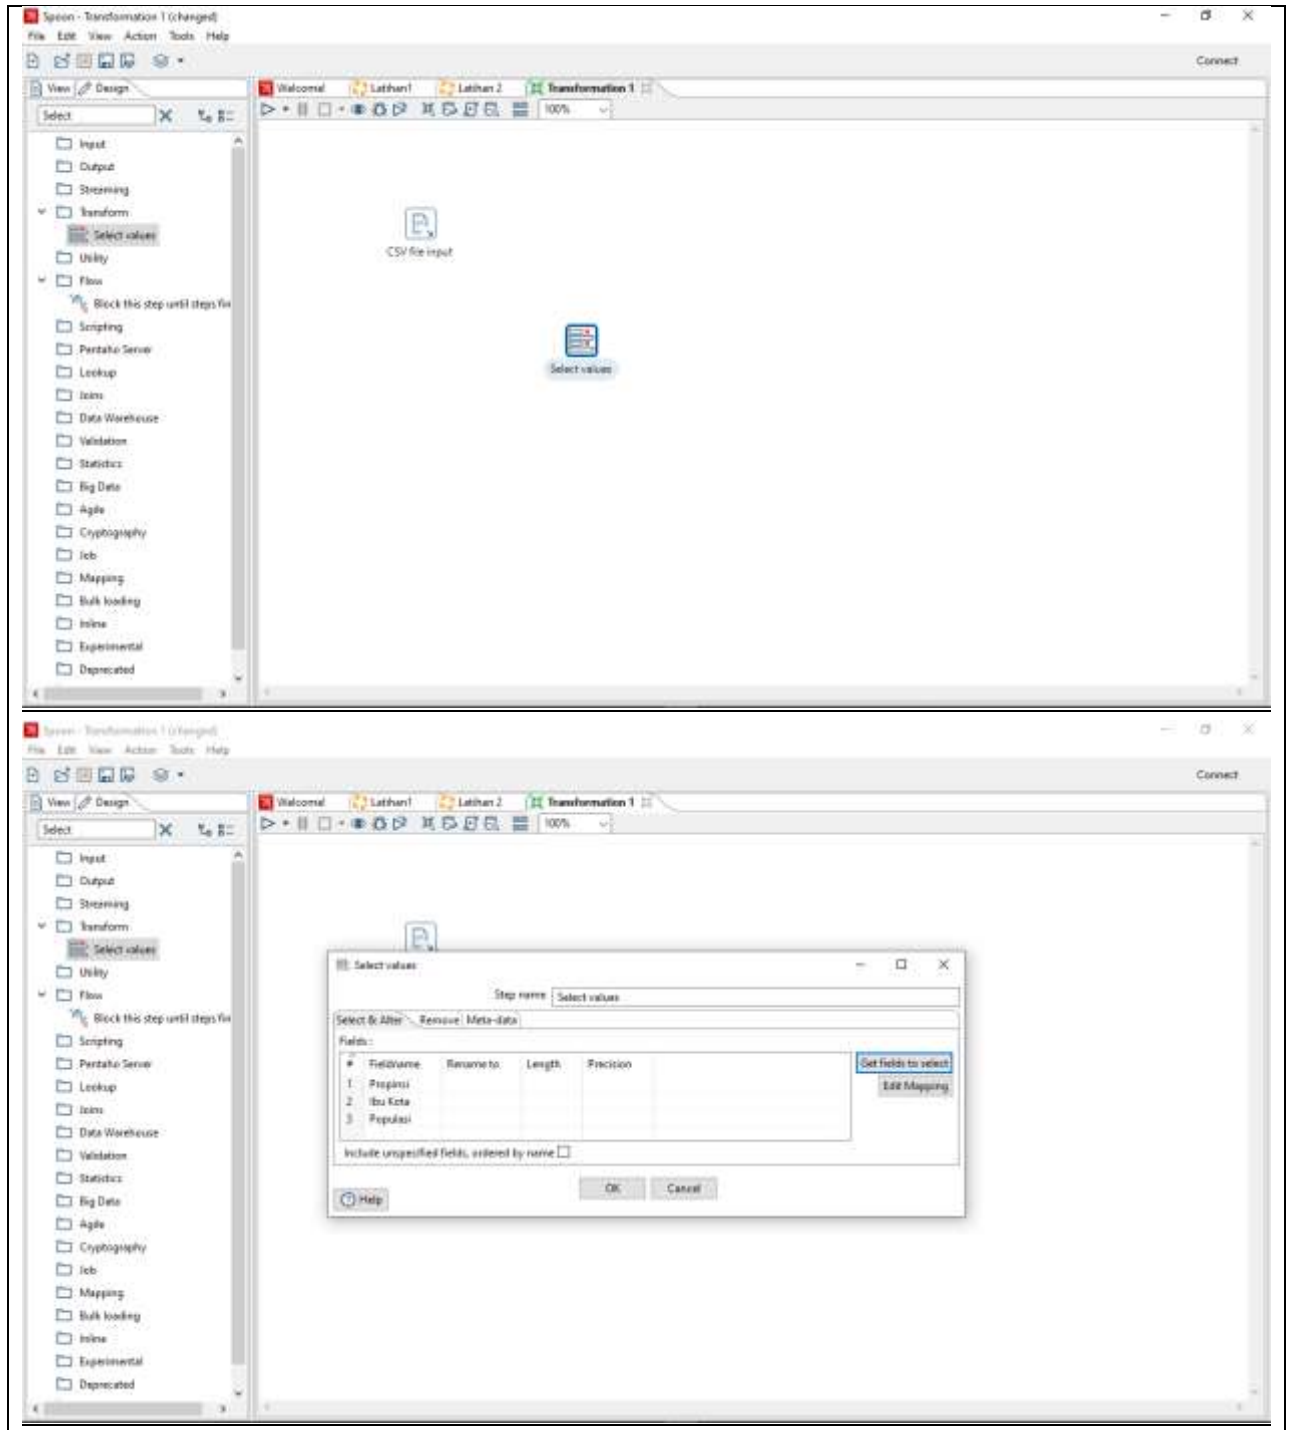 Spoon - Transformation 1 (changed)
File Edit View Action Tools Help
Connect
View Design Welcome! Latihan1 Latihan 2 Transformation 1
Select 100%
Input
Output
Streaming
Transform
Select values
Utility
Flow
Block this step until steps fin
Scripting
Pentaho Server
Lookup
Joins
Data Warehouse
Validation
Statistics
Big Data
Agile
Cryptography
Job
Mapping
Bulk loading
Inline
Experimental
Deprecated
CSV file input
Select values
Spoon - Transformation 1 (changed)
File Edit View Action Tools Help
Connect
View Design Welcome! Latihan1 Latihan 2 Transformation 1
Select 100%
Input
Output
Streaming
Transform
Select values
Utility
Flow
Block this step until steps fin
Scripting
Pentaho Server
Lookup
Joins
Data Warehouse
Validation
Statistics
Big Data
Agile
Cryptography
Job
Mapping
Bulk loading
Inline
Experimental
Deprecated
Select values
Step name Select values
Select & Alter Remove Meta-data
Fields :
# Fieldname Rename to Length Precision
1 Propinsi
2 Ibu Kota
3 Populasi
Get fields to select
Edit Mapping
Include unspecified fields, ordered by name
OK Cancel
Help